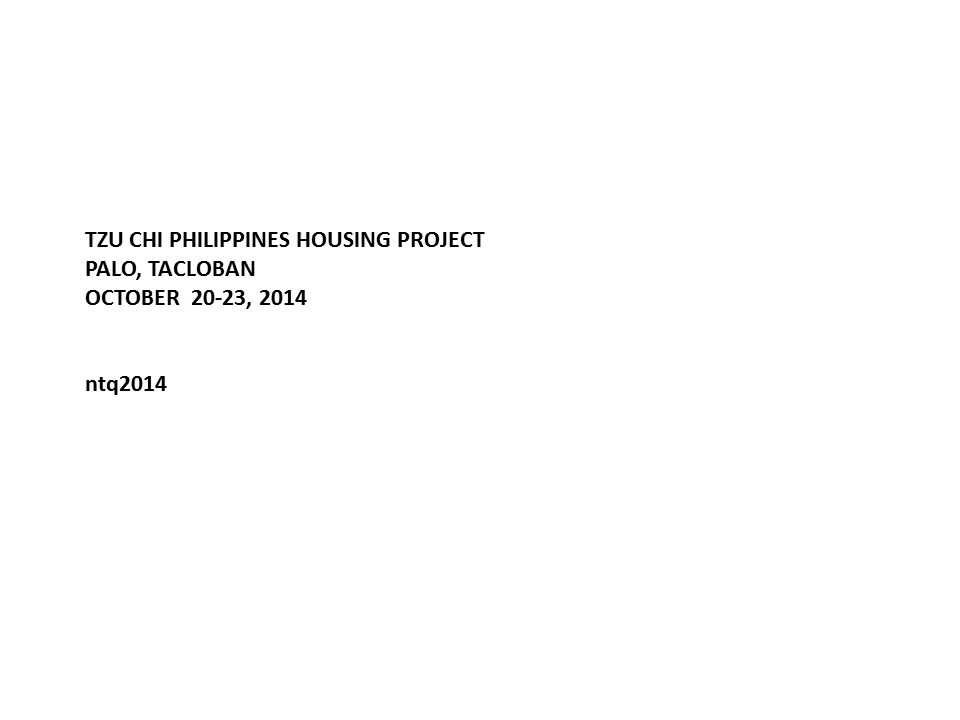 TZU CHI PHILIPPINES HOUSING PROJECT
PALO, TACLOBAN
OCTOBER  20-23, 2014
ntq2014